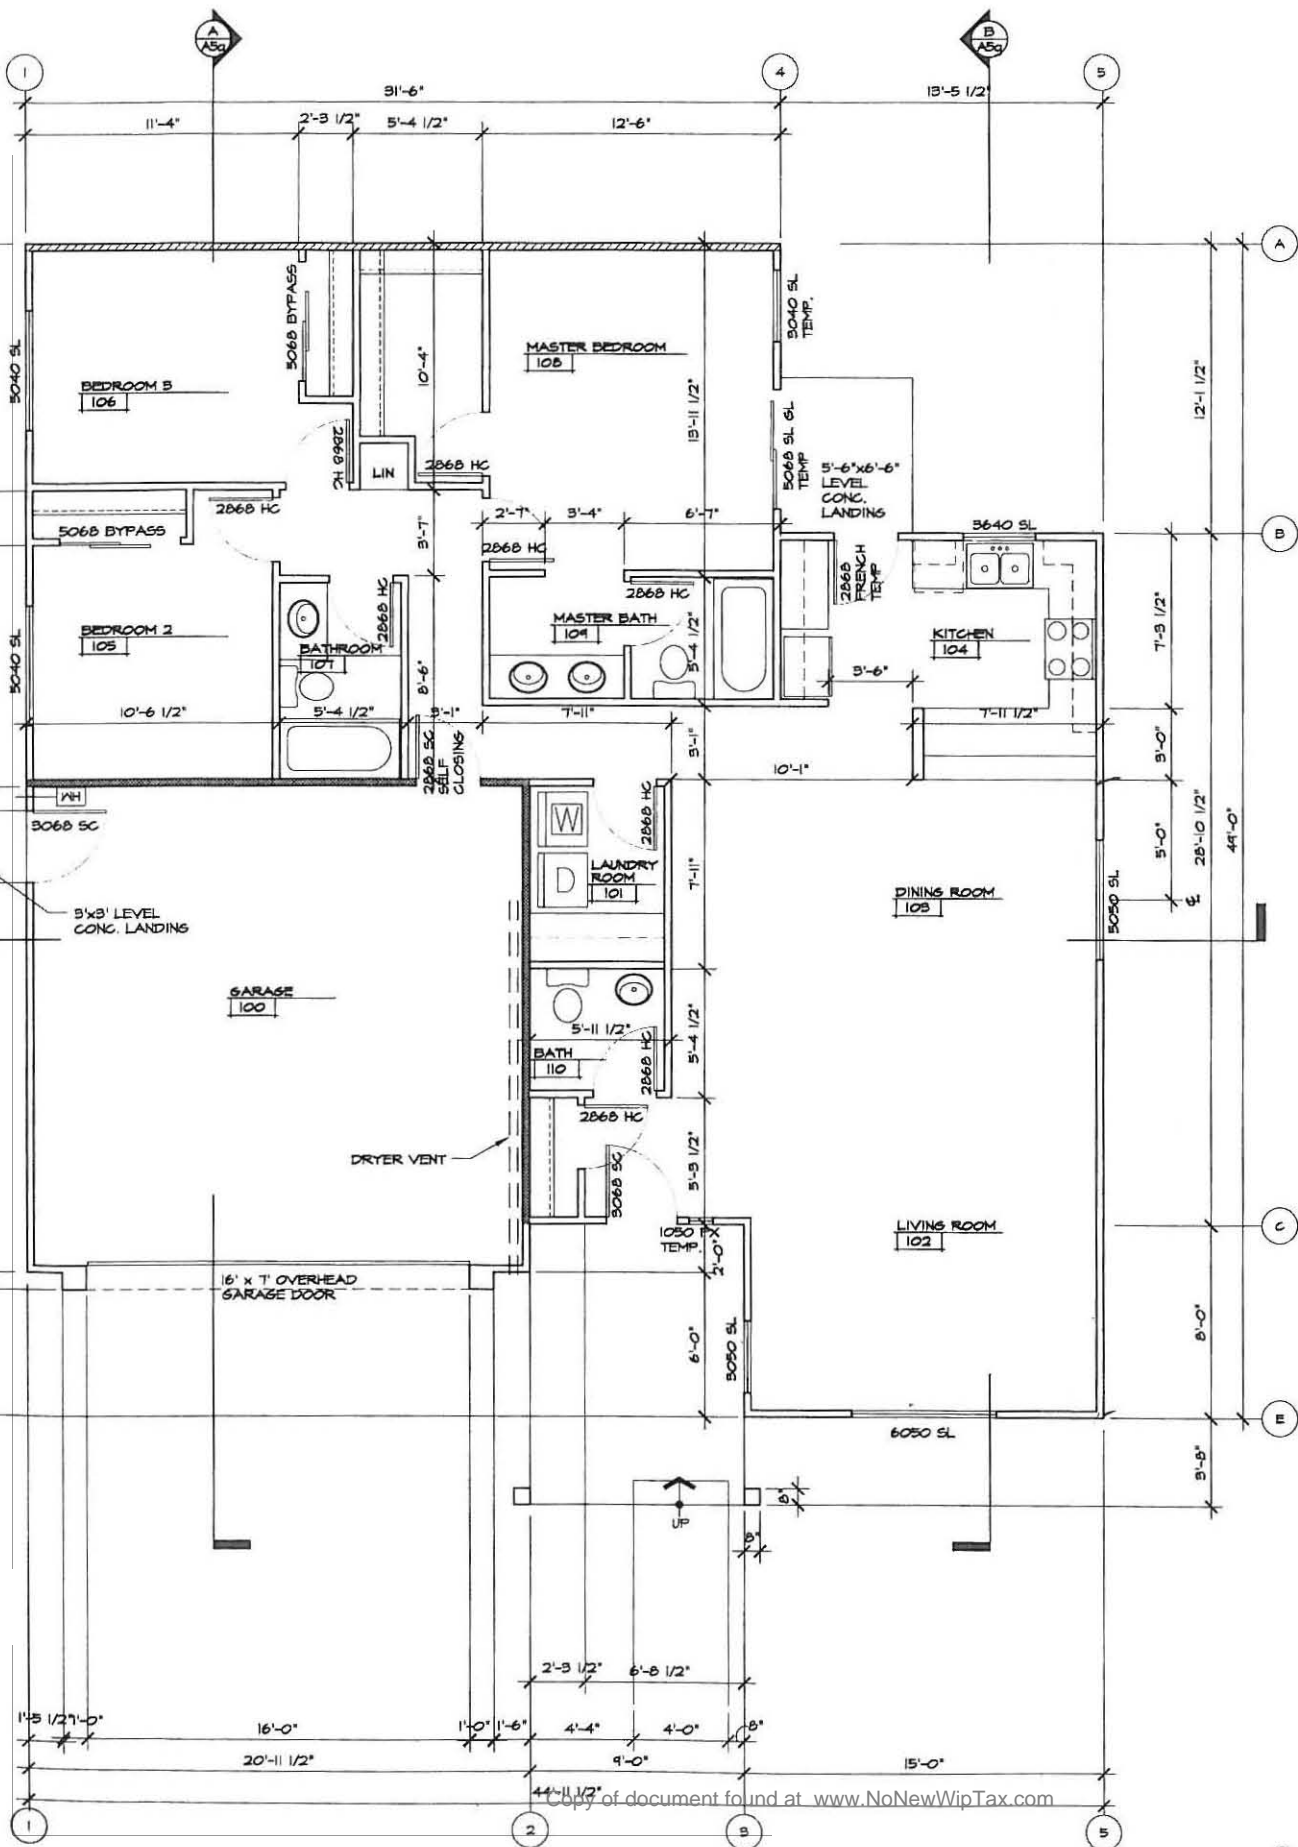 A
A5a
B
A5a
1
4
5
31'-6"
13'-5 1/2"
11'-4"
2'-3 1/2"
5'-4 1/2"
12'-6"
A
5040 SL
5068 BYPASS
BEDROOM 3
106
2868 HC
10'-4"
LIN
2868 HC
MASTER BEDROOM
108
13'-11 1/2"
3040 SL
TEMP.
5068 SL GL
TEMP
5'-6"x6'-6"
LEVEL
CONC.
LANDING
12'-1 1/2"
B
5068 BYPASS
2868 HC
3'-7"
2'-7"
3'-4"
6'-7"
2868 HC
3640 SL
2868
FRENCH
TEMP
5040 SL
BEDROOM 2
105
BATHROOM
107
2868 HC
8'-6"
MASTER BATH
109
2868 HC
5'-4 1/2"
KITCHEN
104
3'-6"
7'-3 1/2"
10'-6 1/2"
5'-4 1/2"
3'-1"
7'-11"
7'-11 1/2"
2868 SC
SELF
CLOSING
3'-1"
10'-1"
3'-0"
WH
3068 SC
3'x3' LEVEL
CONC. LANDING
W
D
2868 HC
LAUNDRY
ROOM
101
7'-11"
DINING ROOM
103
5050 SL
5'-0"
℄
28'-10 1/2"
49'-0"
GARAGE
100
5'-11 1/2"
BATH
110
2868 HC
5'-4 1/2"
2868 HC
DRYER VENT
3068 SC
5'-3 1/2"
1050 FX
TEMP.
2'-0"
LIVING ROOM
102
C
16' x 7' OVERHEAD
GARAGE DOOR
3050 SL
6'-0"
8'-0"
6050 SL
E
3'-8"
UP
8"
8"
2'-3 1/2"
6'-8 1/2"
1'-5 1/2"
1'-0"
16'-0"
1'-0"
1'-6"
4'-4"
4'-0"
8"
20'-11 1/2"
9'-0"
15'-0"
44'-11 1/2"
Copy of document found at www.NoNewWipTax.com
1
2
3
5